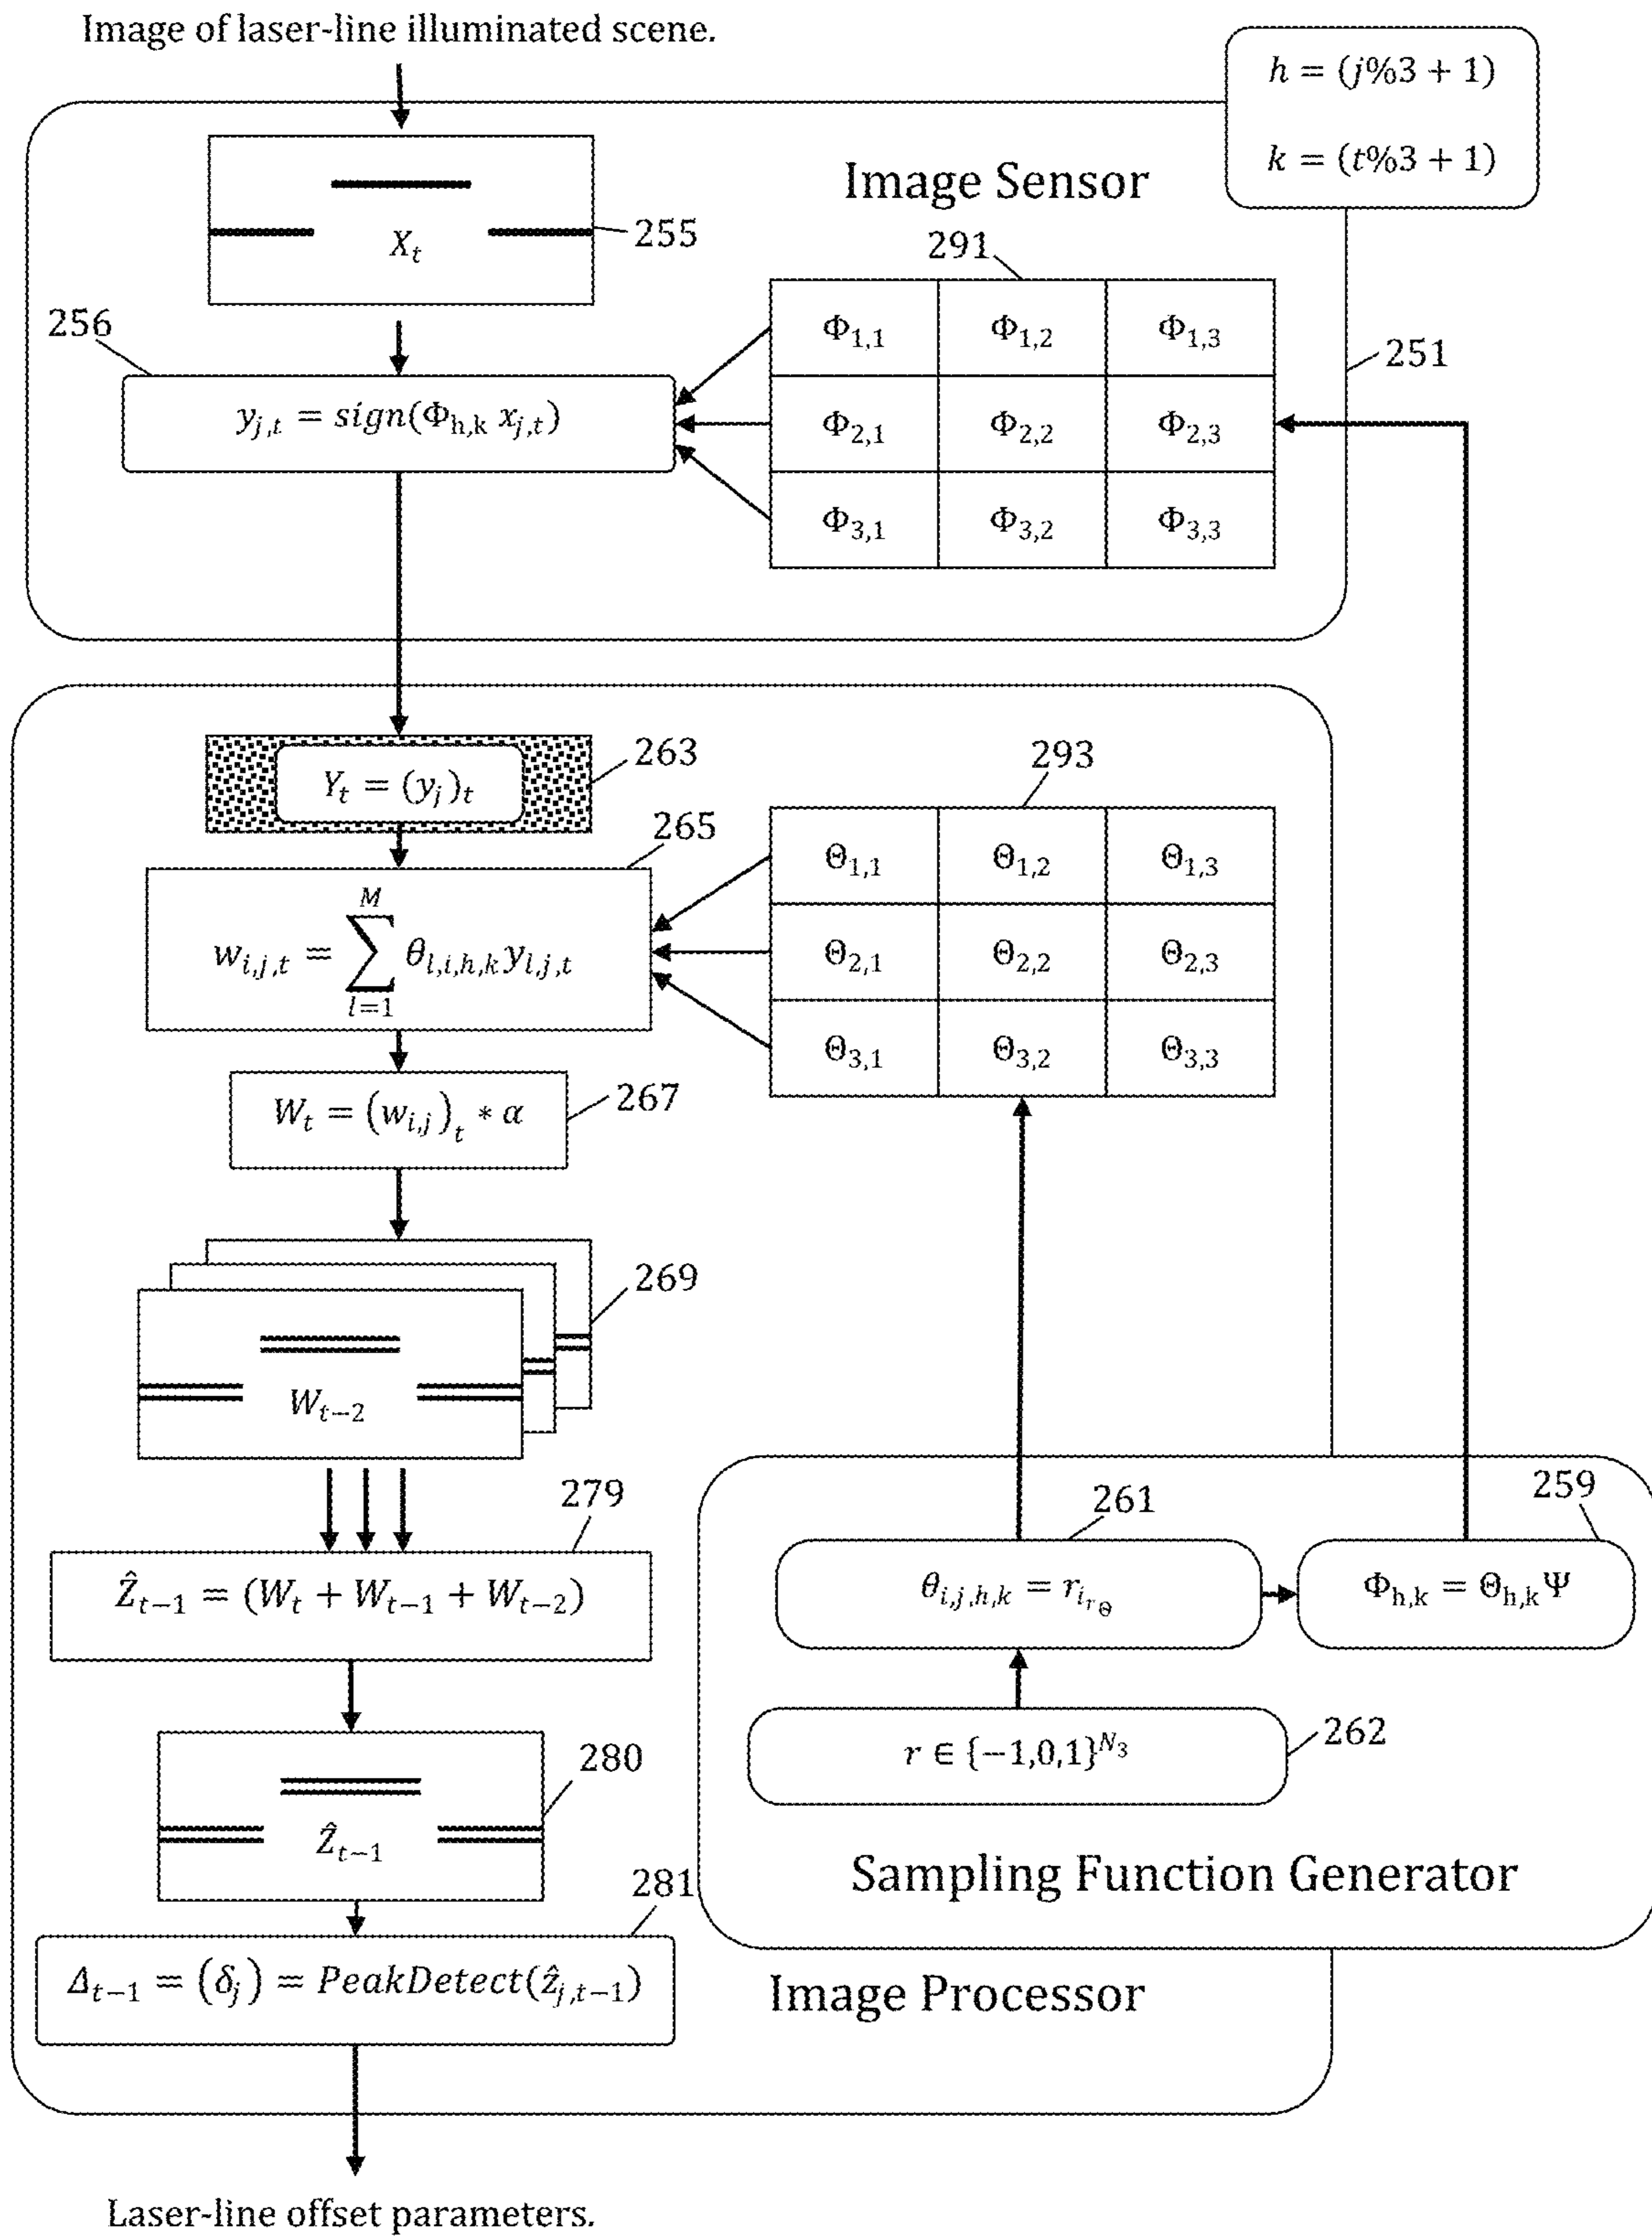 Image of laser-line illuminated scene.
h = (j%3 + 1)
k = (t%3 + 1)
Image Sensor
X_t
255
291
256
Φ_{1,1} Φ_{1,2} Φ_{1,3}
251
y_{j,t} = sign(Φ_{h,k} x_{j,t})
Φ_{2,1} Φ_{2,2} Φ_{2,3}
Φ_{3,1} Φ_{3,2} Φ_{3,3}
263
Y_t = (y_j)_t
293
265
Θ_{1,1} Θ_{1,2} Θ_{1,3}
w_{i,j,t} = \sum_{l=1}^{M} θ_{l,i,h,k} y_{l,j,t}
Θ_{2,1} Θ_{2,2} Θ_{2,3}
Θ_{3,1} Θ_{3,2} Θ_{3,3}
W_t = (w_{i,j})_t * α
267
269
W_{t−2}
279
261
259
Ẑ_{t−1} = (W_t + W_{t−1} + W_{t−2})
θ_{i,j,h,k} = r_{i_{r_Θ}}
Φ_{h,k} = Θ_{h,k}Ψ
r ∈ {−1,0,1}^{N_3}
262
280
Ẑ_{t−1}
Sampling Function Generator
281
Δ_{t−1} = (δ_j) = PeakDetect(ẑ_{j,t−1})
Image Processor
Laser-line offset parameters.